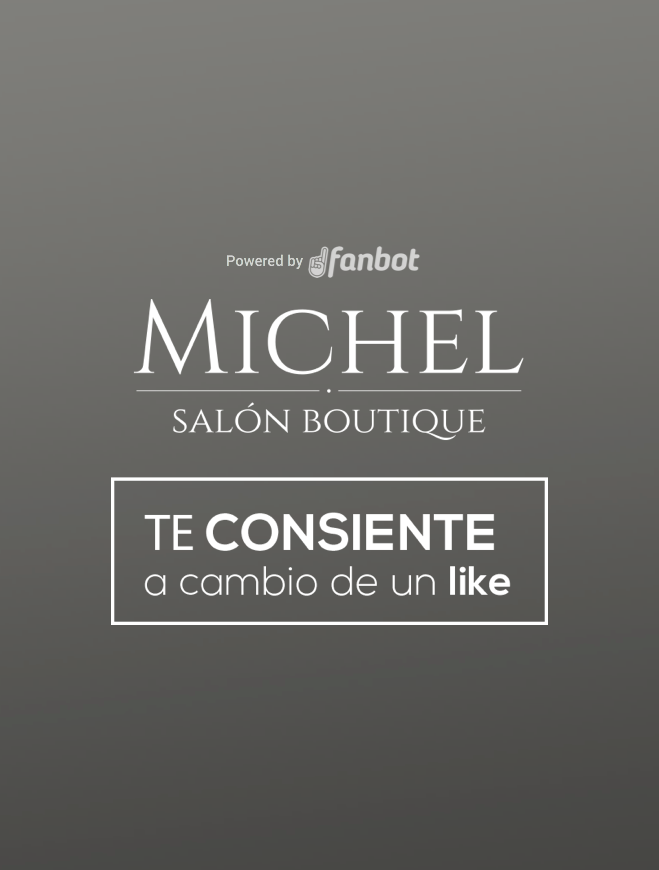 Powered by fanbot
MICHEL
SALÓN BOUTIQUE
TE CONSIENTE
a cambio de un like